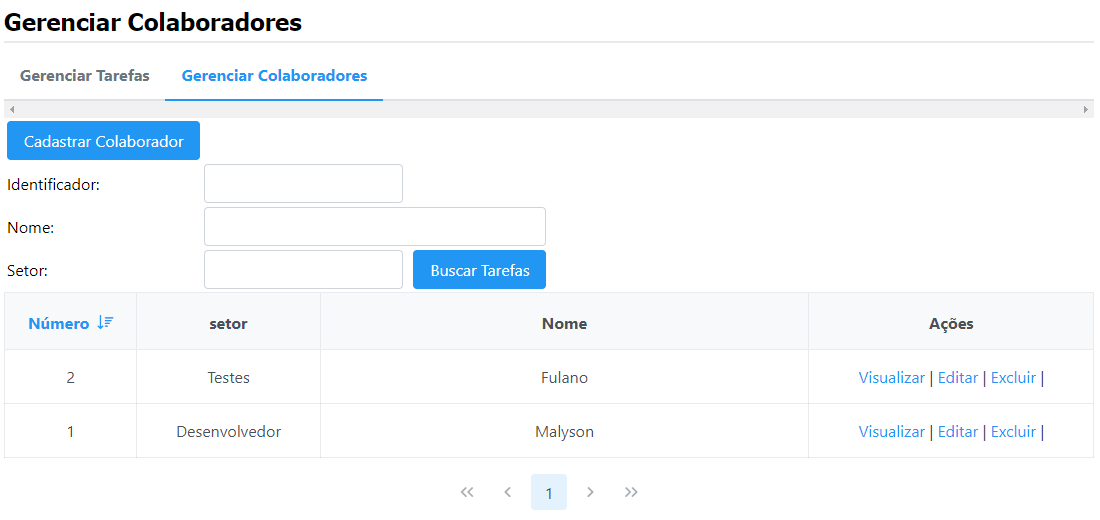 Gerenciar Colaboradores
Gerenciar Tarefas Gerenciar Colaboradores
Cadastrar Colaborador
Identificador:
Nome:
Setor: Buscar Tarefas
Número setor Nome Ações
2 Testes Fulano Visualizar | Editar | Excluir |
1 Desenvolvedor Malyson Visualizar | Editar | Excluir |
1